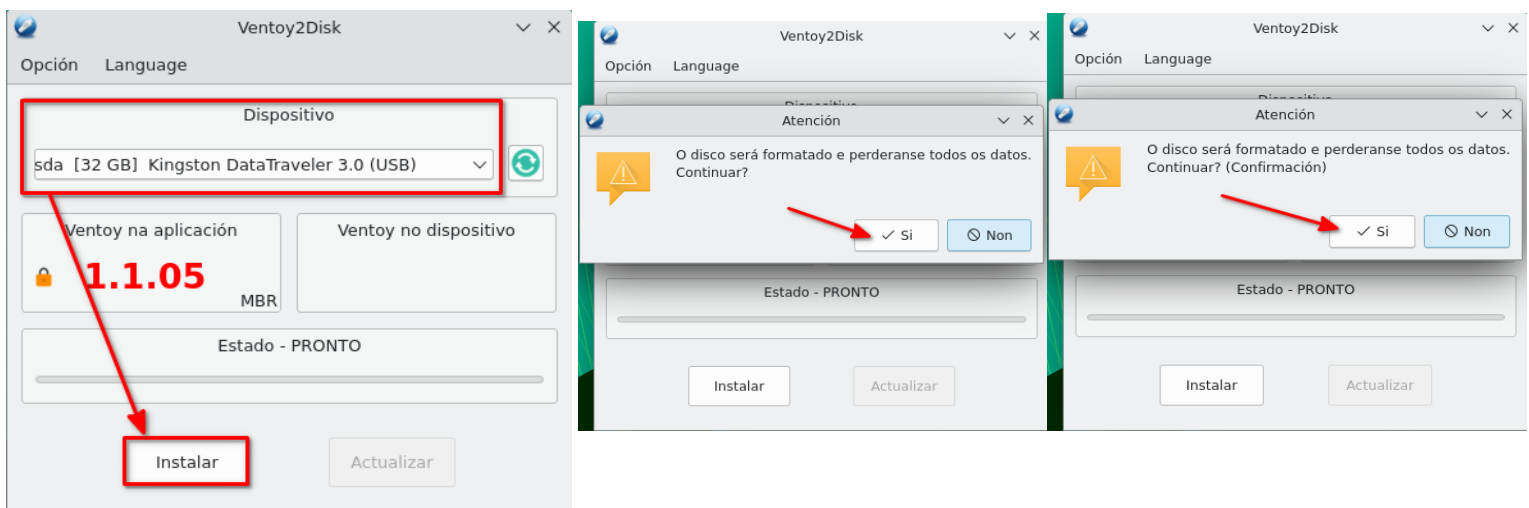 Ventoy2Disk
Opción Language
Dispositivo
sda [32 GB] Kingston DataTraveler 3.0 (USB)
Ventoy na aplicación
1.1.05
MBR
Ventoy no dispositivo
Estado - PRONTO
Instalar
Actualizar
Ventoy2Disk
Opción Language
Dispositivo
Atención
O disco será formatado e perderanse todos os datos.
Continuar?
Si
Non
Estado - PRONTO
Instalar
Actualizar
Ventoy2Disk
Opción Language
Dispositivo
Atención
O disco será formatado e perderanse todos os datos.
Continuar? (Confirmación)
Si
Non
Estado - PRONTO
Instalar
Actualizar